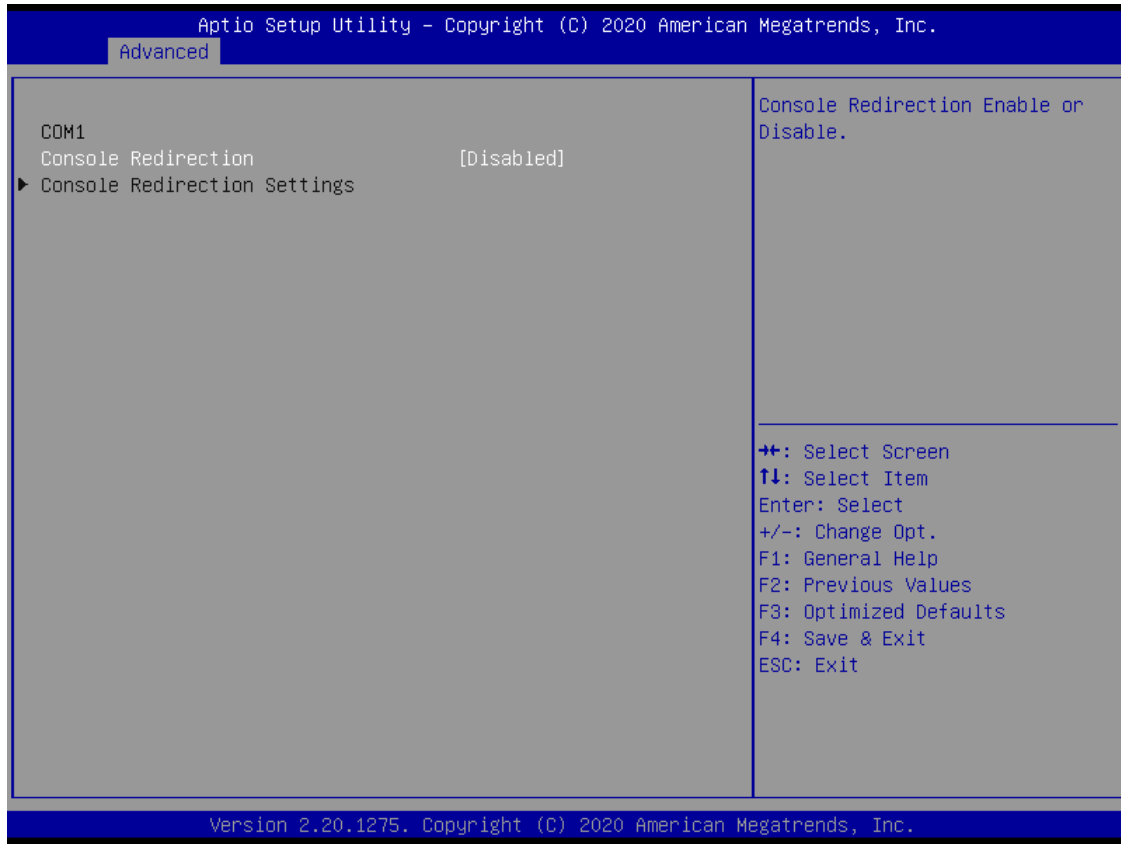 Aptio Setup Utility – Copyright (C) 2020 American Megatrends, Inc.
Advanced
COM1
Console Redirection [Disabled]
▶ Console Redirection Settings
Console Redirection Enable or
Disable.
→←: Select Screen
↑↓: Select Item
Enter: Select
+/-: Change Opt.
F1: General Help
F2: Previous Values
F3: Optimized Defaults
F4: Save & Exit
ESC: Exit
Version 2.20.1275. Copyright (C) 2020 American Megatrends, Inc.